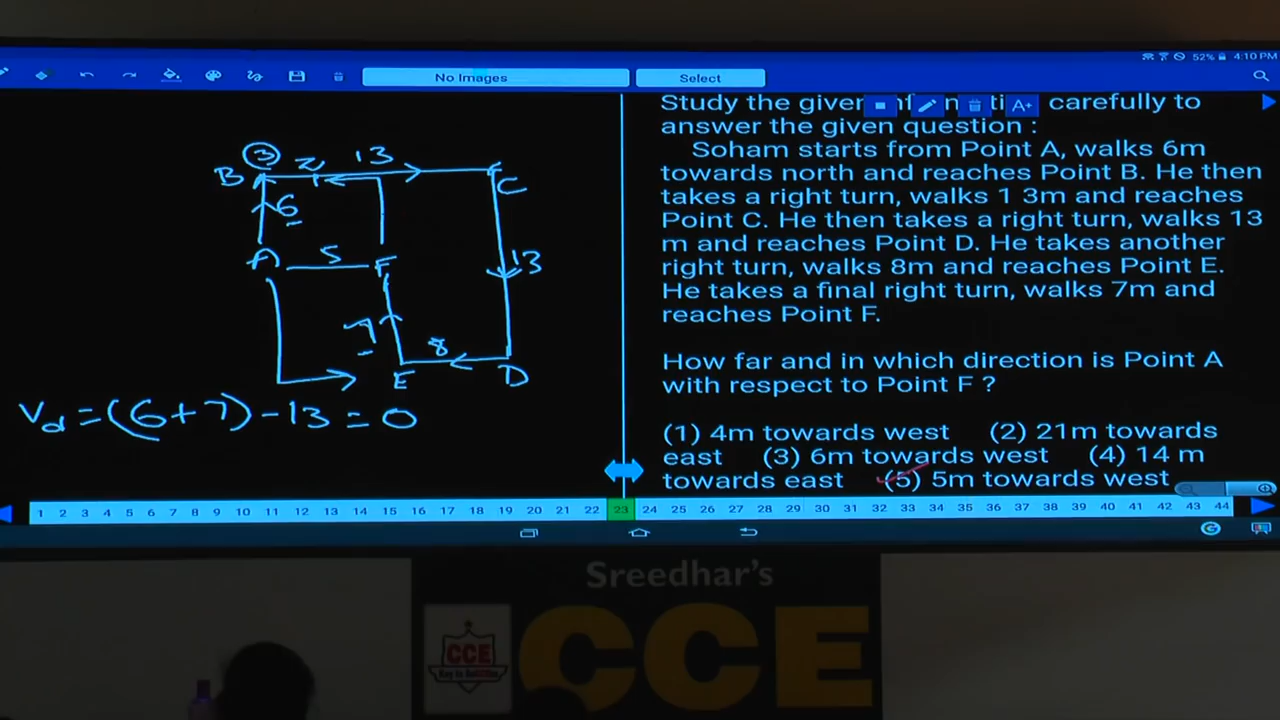 52% 4:10 PM
No Images
Select
Study the given carefully to
answer the given question :
Soham starts from Point A, walks 6m
towards north and reaches Point B. He then
takes a right turn, walks 1 3m and reaches
Point C. He then takes a right turn, walks 13
m and reaches Point D. He takes another
right turn, walks 8m and reaches Point E.
He takes a final right turn, walks 7m and
reaches Point F.
How far and in which direction is Point A
with respect to Point F ?
(1) 4m towards west (2) 21m towards
east (3) 6m towards west (4) 14 m
towards east (5) 5m towards west
A+
3
B 13
C
6
A 5 F 13
7 8
E D
Vd = (6+7) - 13 = 0
1 2 3 4 5 6 7 8 9 10 11 12 13 14 15 16 17 18 19 20 21 22 23 24 25 26 27 28 29 30 31 32 33 34 35 36 37 38 39 40 41 42 43 44
Sreedhar's
CCE
CCE